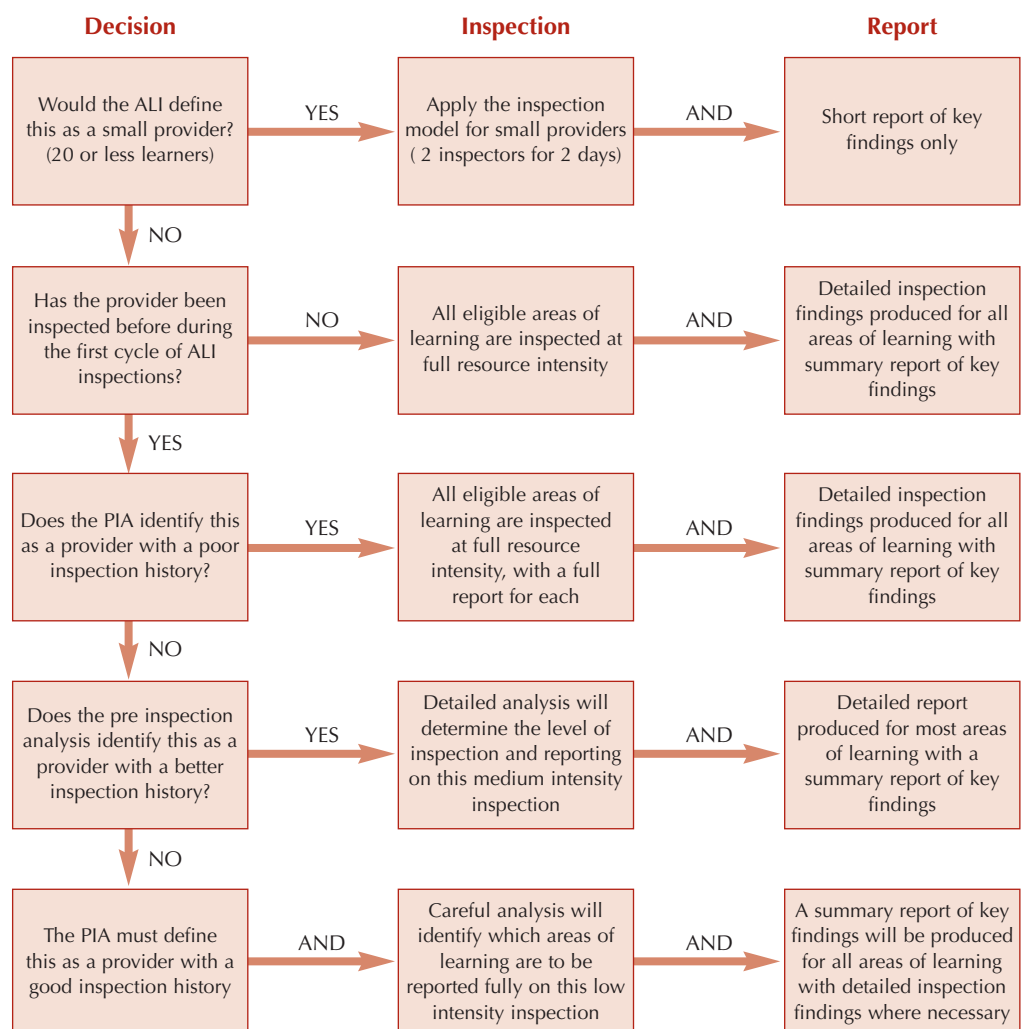 Decision
Inspection
Report
Would the ALI define
this as a small provider?
(20 or less learners)
YES
Apply the inspection
model for small providers
( 2 inspectors for 2 days)
AND
Short report of key
findings only
NO
Has the provider been
inspected before during
the first cycle of ALI
inspections?
NO
All eligible areas of
learning are inspected at
full resource intensity
AND
Detailed inspection
findings produced for all
areas of learning with
summary report of key
findings
YES
Does the PIA identify this
as a provider with a poor
inspection history?
YES
All eligible areas of
learning are inspected
at full resource
intensity, with a full
report for each
AND
Detailed inspection
findings produced for all
areas of learning with
summary report of key
findings
NO
Does the pre inspection
analysis identify this as a
provider with a better
inspection history?
YES
Detailed analysis will
determine the level of
inspection and reporting
on this medium intensity
inspection
AND
Detailed report
produced for most areas
of learning with a
summary report of key
findings
NO
The PIA must define
this as a provider with a
good inspection history
AND
Careful analysis will
identify which areas of
learning are to be
reported fully on this low
intensity inspection
AND
A summary report of key
findings will be produced
for all areas of learning
with detailed inspection
findings where necessary